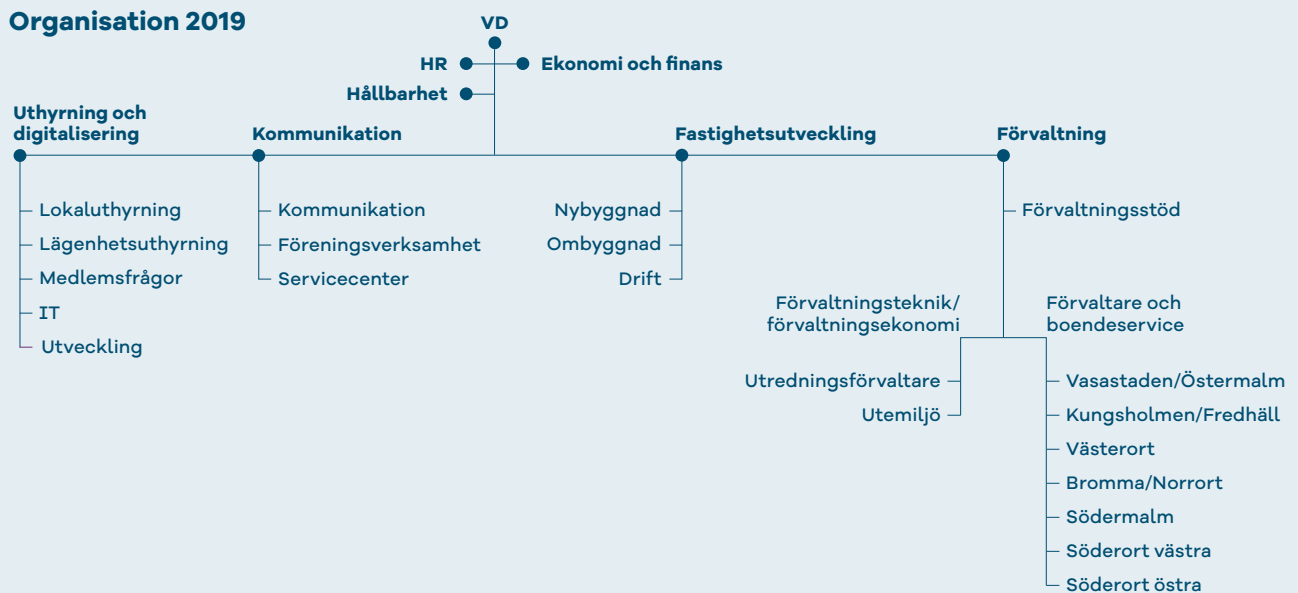 Organisation 2019
VD
HR
Ekonomi och finans
Hållbarhet
Uthyrning och
digitalisering
Kommunikation
Fastighetsutveckling
Förvaltning
Lokaluthyrning
Lägenhetsuthyrning
Medlemsfrågor
IT
Utveckling
Kommunikation
Föreningsverksamhet
Servicecenter
Nybyggnad
Ombyggnad
Drift
Förvaltningsstöd
Förvaltningsteknik/
förvaltningsekonomi
Utredningsförvaltare
Utemiljö
Förvaltare och
boendeservice
Vasastaden/Östermalm
Kungsholmen/Fredhäll
Västerort
Bromma/Norrort
Södermalm
Söderort västra
Söderort östra